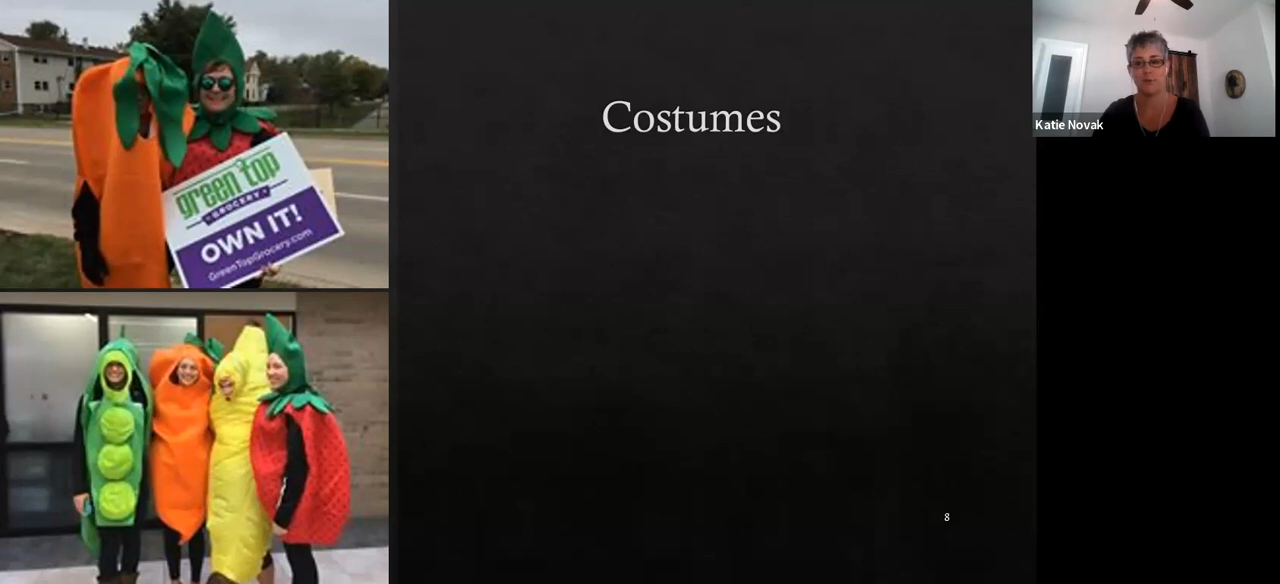 green top
GROCERY
OWN IT!
GreenTopGrocery.com
Costumes
Katie Novak
8